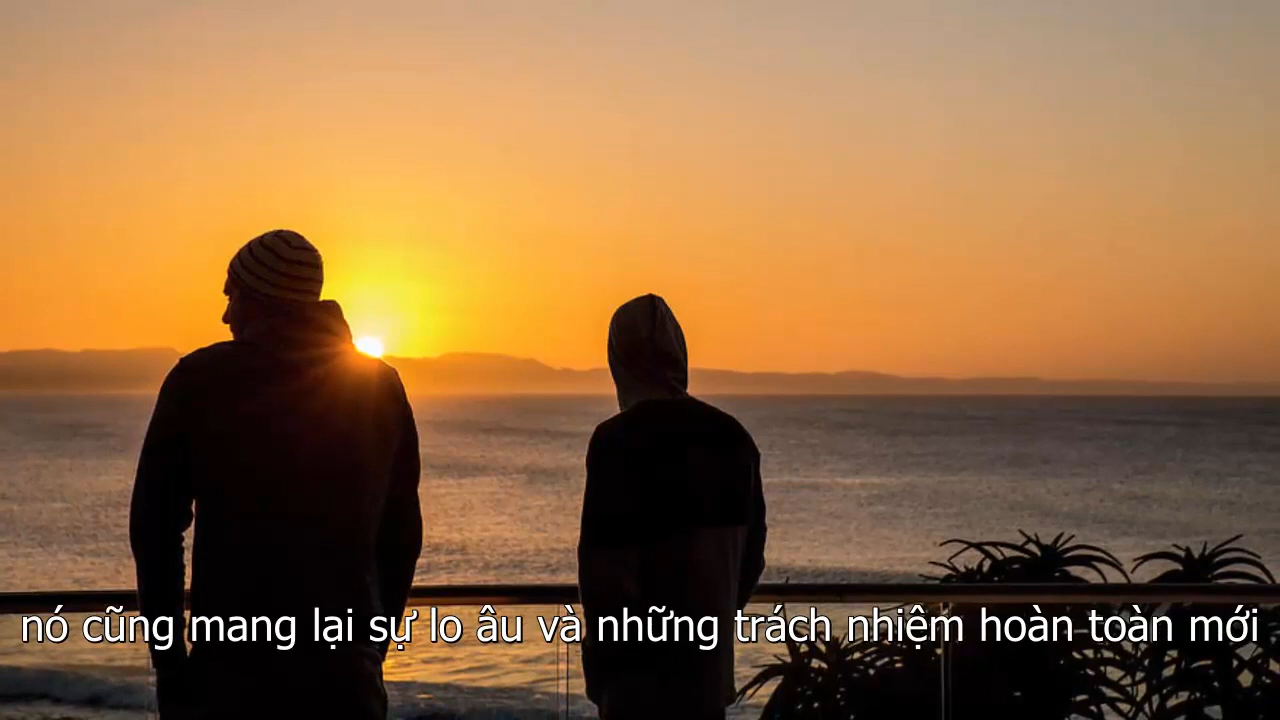 nó cũng mang lại sự lo âu và những trách nhiệm hoàn toàn mới